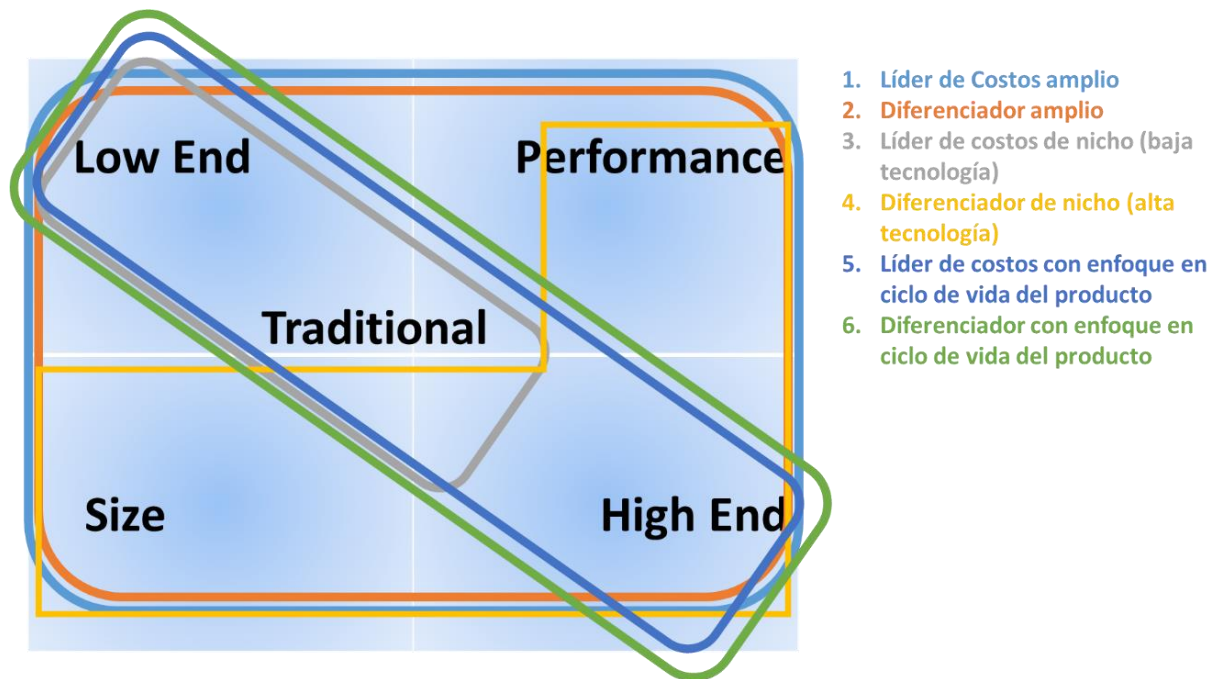 Low End
Performance
Traditional
Size
High End
1. Líder de Costos amplio
2. Diferenciador amplio
3. Líder de costos de nicho (baja
tecnología)
4. Diferenciador de nicho (alta
tecnología)
5. Líder de costos con enfoque en
ciclo de vida del producto
6. Diferenciador con enfoque en
ciclo de vida del producto